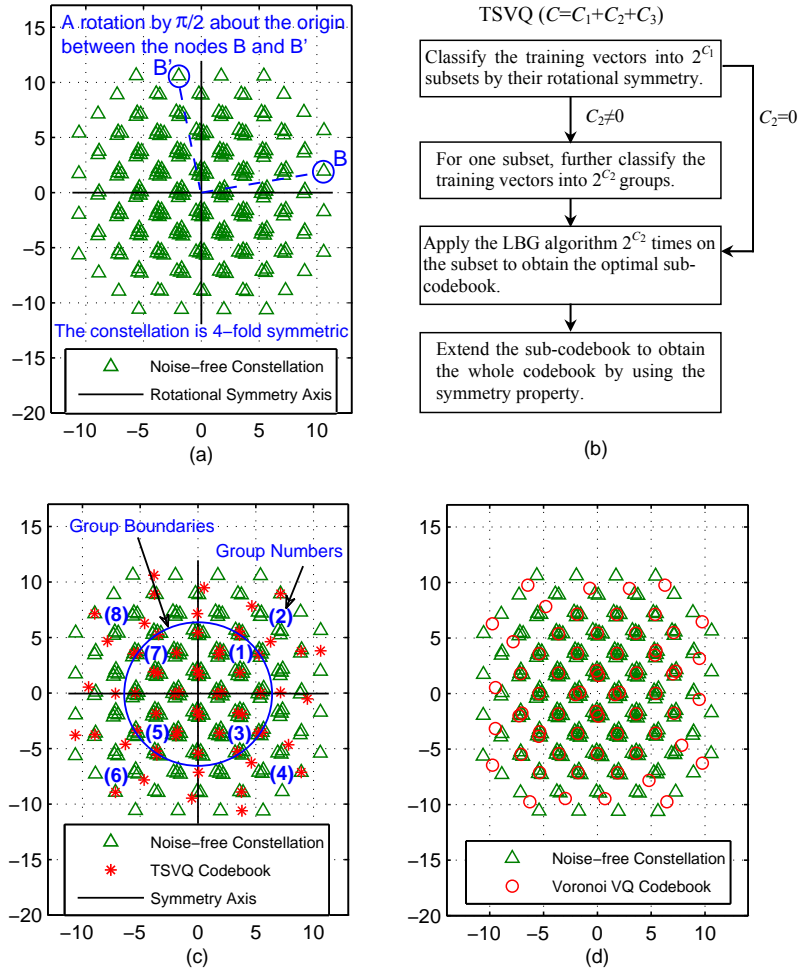 15
10
5
0
−5
−10
−15
−20
−10 −5 0 5 10
A rotation by π/2 about the origin
between the nodes B and B’
B’
B
The constellation is 4−fold symmetric
Noise−free Constellation
Rotational Symmetry Axis
(a)
TSVQ (C=C1+C2+C3)
Classify the training vectors into 2^C1
subsets by their rotational symmetry.
C2≠0
C2=0
For one subset, further classify the
training vectors into 2^C2 groups.
Apply the LBG algorithm 2^C2 times on
the subset to obtain the optimal sub-
codebook.
Extend the sub-codebook to obtain
the whole codebook by using the
symmetry property.
(b)
15
10
5
0
−5
−10
−15
−20
−10 −5 0 5 10
Group Boundaries
Group Numbers
(8)
(2)
(7)
(1)
(5)
(3)
(6)
(4)
Noise−free Constellation
TSVQ Codebook
Symmetry Axis
(c)
15
10
5
0
−5
−10
−15
−20
−10 −5 0 5 10
Noise−free Constellation
Voronoi VQ Codebook
(d)